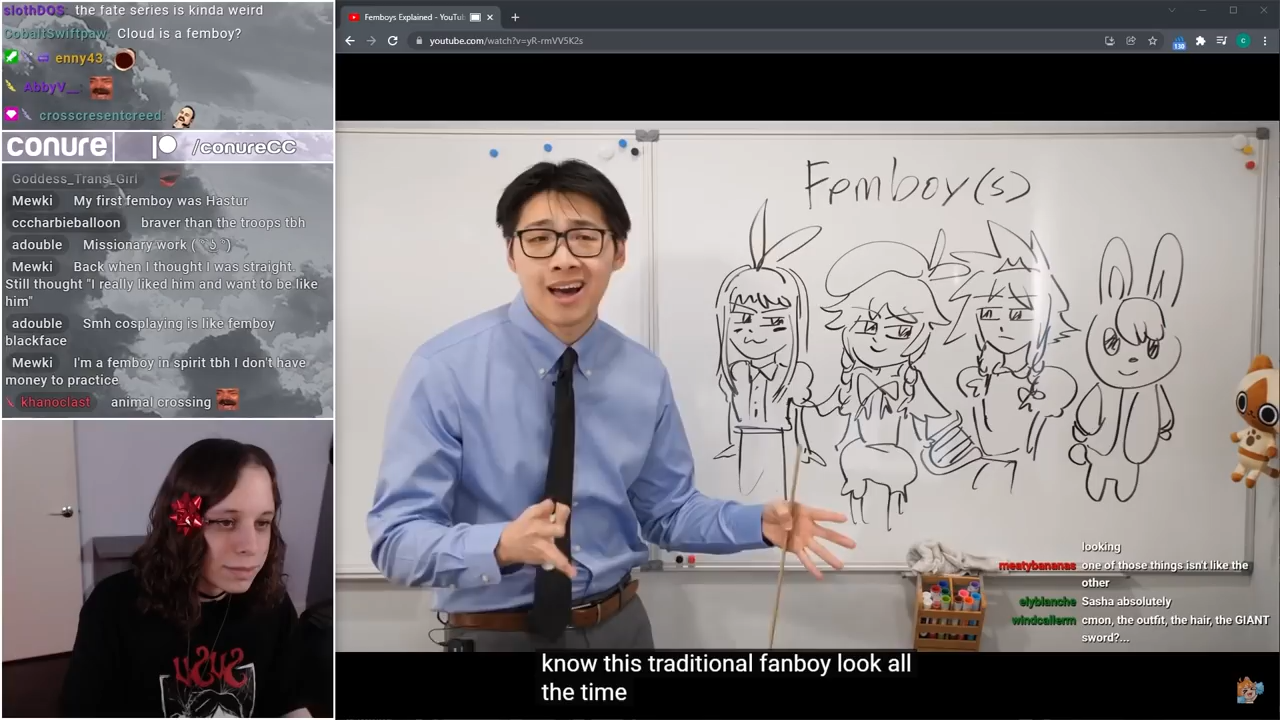 slothDOS: the fate series is kinda weird
CobaltSwiftpaw: Cloud is a femboy?
enny43
AbbyV__:
crosscresentcreed
conure
/conureCC
Goddess_Trans_Girl
Mewki My first femboy was Hastur
cccharbieballoon braver than the troops tbh
adouble Missionary work ( ͡° ͜ʖ ͡°)
Mewki Back when I thought I was straight.
Still thought "I really liked him and want to be like
him"
adouble Smh cosplaying is like femboy
blackface
Mewki I'm a femboy in spirit tbh I don't have
money to practice
khanoclast animal crossing
SUSU
Femboys Explained - YouTu
youtube.com/watch?v=yR-rmVV5K2s
130
c
Femboy(s)
looking
meatybananas one of those things isn't like the
other
elyblanche Sasha absolutely
windcallerm cmon, the outfit, the hair, the GIANT
sword?...
know this traditional fanboy look all
the time